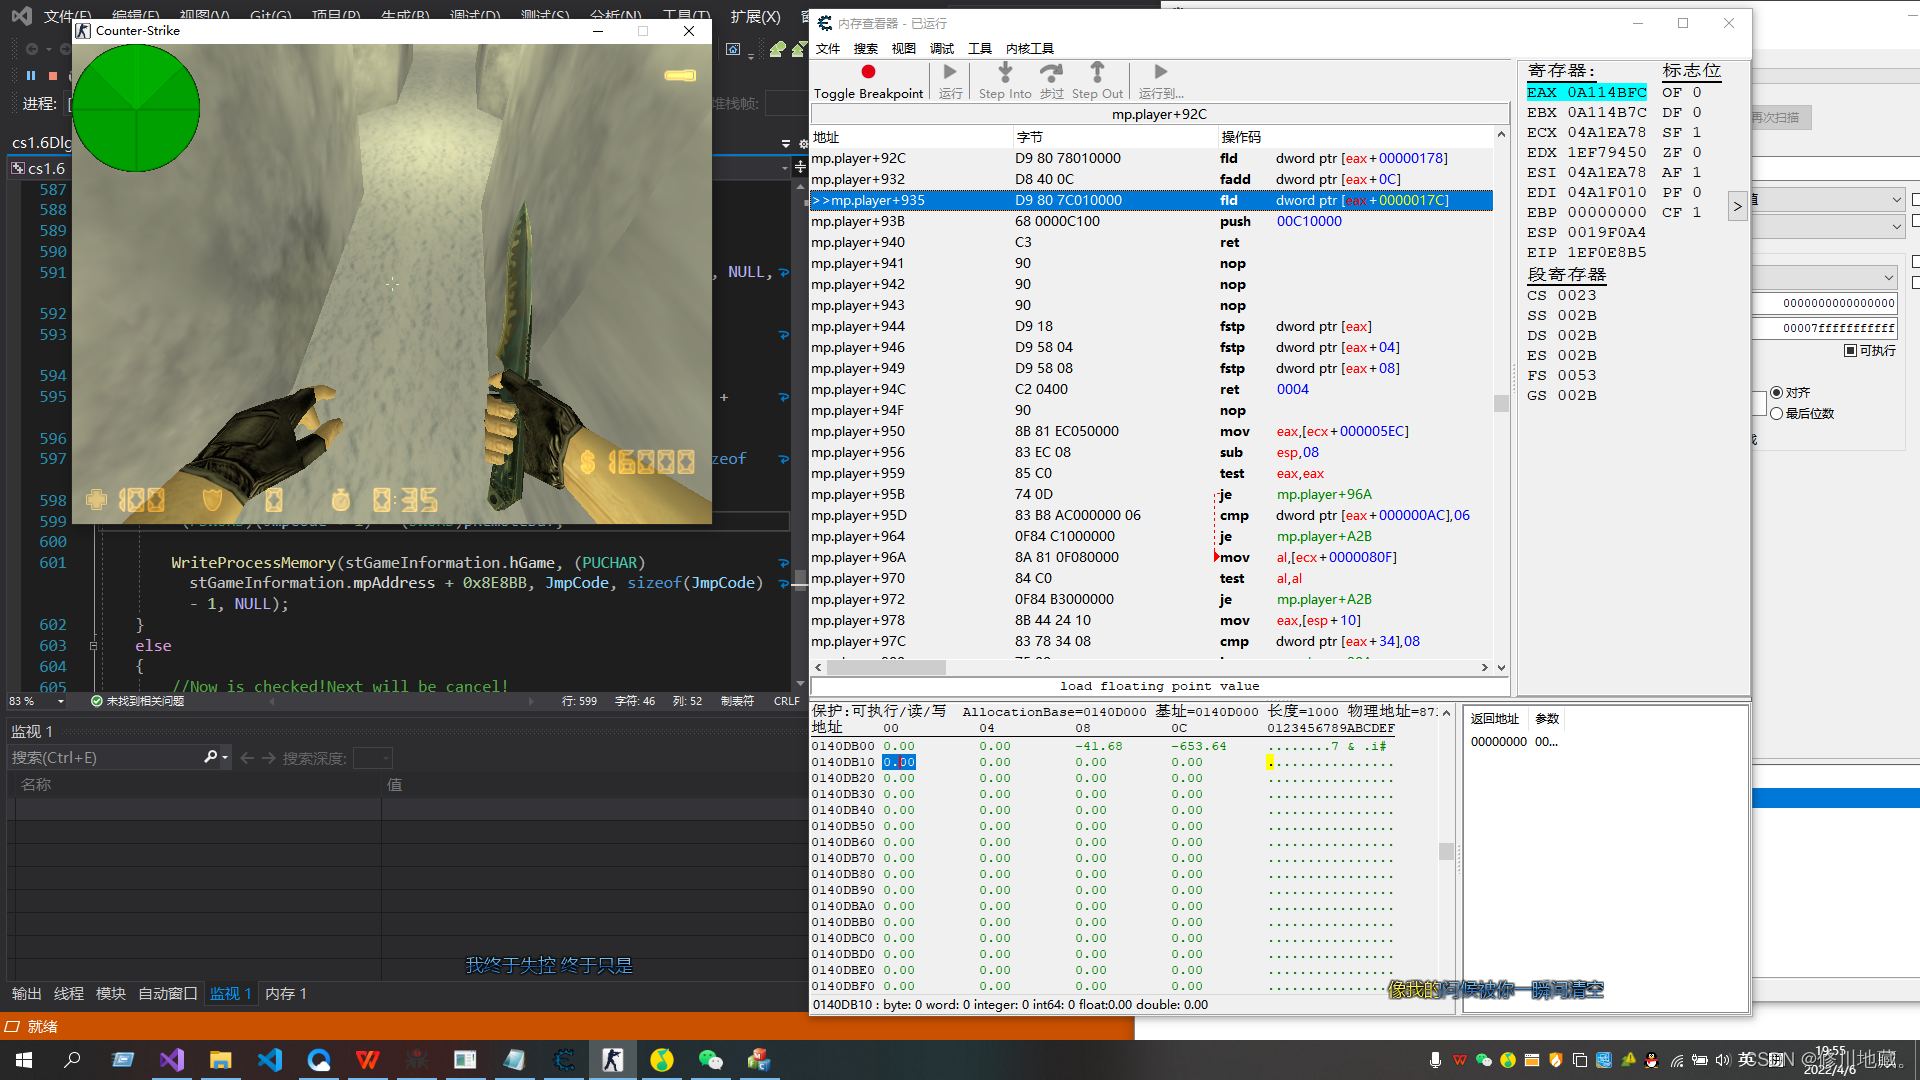 文件(F) 编辑(E) 视图(V) Git(G) 项目(P) 生成(B) 调试(D) 测试(S) 分析(N) 工具(T) 扩展(X)
Counter-Strike
进程:
堆栈帧:
cs1.6Dlg
cs1.6
587
588
589
590
591 , NULL,
592
593
594
595 +
596
597 zeof
598
599
600
601 WriteProcessMemory(stGameInformation.hGame, (PUCHAR)
stGameInformation.mpAddress + 0x8E8BB, JmpCode, sizeof(JmpCode)
- 1, NULL);
602 }
603 else
604 {
605 //Now is checked!Next will be cancel!
$ 16000
100 0 0:35
83 % 未找到相关问题 行: 599 字符: 46 列: 52 制表符 CRLF
监视 1
搜索(Ctrl+E) 搜索深度:
名称 值
我终于失控 终于只是
输出 线程 模块 自动窗口 监视 1 内存 1
就绪
内存查看器 - 已运行
文件 搜索 视图 调试 工具 内核工具
Toggle Breakpoint 运行 Step Into 步过 Step Out 运行到...
mp.player+92C
地址 字节 操作码
mp.player+92C D9 80 78010000 fld dword ptr [eax+00000178]
mp.player+932 D8 40 0C fadd dword ptr [eax+0C]
>>mp.player+935 D9 80 7C010000 fld dword ptr [eax+0000017C]
mp.player+93B 68 0000C100 push 00C10000
mp.player+940 C3 ret
mp.player+941 90 nop
mp.player+942 90 nop
mp.player+943 90 nop
mp.player+944 D9 18 fstp dword ptr [eax]
mp.player+946 D9 58 04 fstp dword ptr [eax+04]
mp.player+949 D9 58 08 fstp dword ptr [eax+08]
mp.player+94C C2 0400 ret 0004
mp.player+94F 90 nop
mp.player+950 8B 81 EC050000 mov eax,[ecx+000005EC]
mp.player+956 83 EC 08 sub esp,08
mp.player+959 85 C0 test eax,eax
mp.player+95B 74 0D je mp.player+96A
mp.player+95D 83 B8 AC000000 06 cmp dword ptr [eax+000000AC],06
mp.player+964 0F84 C1000000 je mp.player+A2B
mp.player+96A 8A 81 0F080000 mov al,[ecx+0000080F]
mp.player+970 84 C0 test al,al
mp.player+972 0F84 B3000000 je mp.player+A2B
mp.player+978 8B 44 24 10 mov eax,[esp+10]
mp.player+97C 83 78 34 08 cmp dword ptr [eax+34],08
load floating point value
寄存器: 标志位
EAX 0A114BFC OF 0
EBX 0A114B7C DF 0
ECX 04A1EA78 SF 1
EDX 1EF79450 ZF 0
ESI 04A1EA78 AF 1
EDI 04A1F010 PF 0
EBP 00000000 CF 1
ESP 0019F0A4
EIP 1EF0E8B5
段寄存器
CS 0023
SS 002B
DS 002B
ES 002B
FS 0053
GS 002B
>
保护:可执行/读/写 AllocationBase=0140D000 基址=0140D000 长度=1000 物理地址=871
地址 00 04 08 0C 0123456789ABCDEF
0140DB00 0.00 0.00 -41.68 -653.64 ........7 & .i#
0140DB10 0.00 0.00 0.00 0.00 ................
0140DB20 0.00 0.00 0.00 0.00 ................
0140DB30 0.00 0.00 0.00 0.00 ................
0140DB40 0.00 0.00 0.00 0.00 ................
0140DB50 0.00 0.00 0.00 0.00 ................
0140DB60 0.00 0.00 0.00 0.00 ................
0140DB70 0.00 0.00 0.00 0.00 ................
0140DB80 0.00 0.00 0.00 0.00 ................
0140DB90 0.00 0.00 0.00 0.00 ................
0140DBA0 0.00 0.00 0.00 0.00 ................
0140DBB0 0.00 0.00 0.00 0.00 ................
0140DBC0 0.00 0.00 0.00 0.00 ................
0140DBD0 0.00 0.00 0.00 0.00 ................
0140DBE0 0.00 0.00 0.00 0.00 ................
0140DBF0 0.00 0.00 0.00 0.00 ................
0140DB10 : byte: 0 word: 0 integer: 0 int64: 0 float:0.00 double: 0.00
返回地址 参数
00000000 00...
像我的问候被你一瞬间清空
再次扫描
值
0000000000000000
00007fffffffffff
可执行
对齐
最后位数
英
19:55
2022/4/6
CSDN @修川地藏。